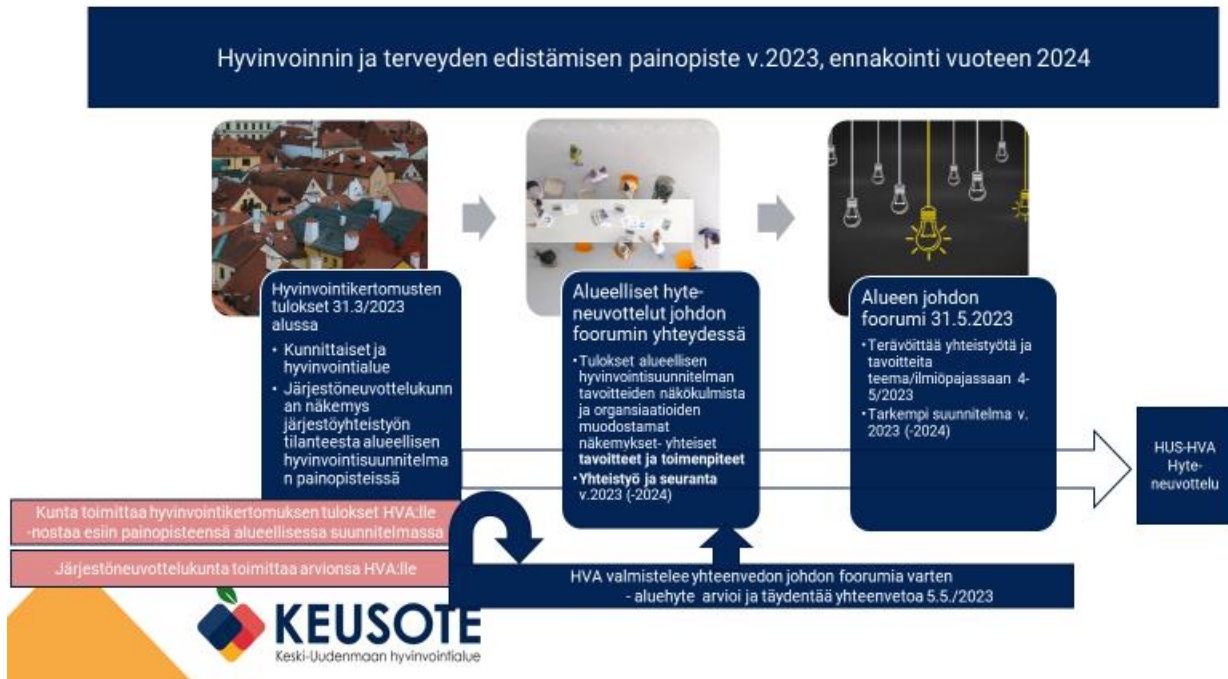 Hyvinvoinnin ja terveyden edistämisen painopiste v.2023, ennakointi vuoteen 2024
Hyvinvointikertomusten
tulokset 31.3/2023
alussa
• Kunnittaiset ja
hyvinvointialue
• Järjestöneuvottelukunn
an näkemys
järjestöyhteistyön
tilanteesta alueellisen
hyvinvointisuunnitelma
n painopisteissä
Alueelliset hyte-
neuvottelut johdon
foorumin yhteydessä
•Tulokset alueellisen
hyvinvointisuunnitelman
tavoitteiden näkökulmista
ja organsiaatioiden
muodostamat
näkemykset- yhteiset
tavoitteet ja toimenpiteet
•Yhteistyö ja seuranta
v.2023 (-2024)
Alueen johdon
foorumi 31.5.2023
•Terävöittää yhteistyötä ja
tavoitteita
teema/ilmiöpajassaan 4-
5/2023
•Tarkempi suunnitelma v.
2023 (-2024)
HUS-HVA
Hyte-
neuvottelu
Kunta toimittaa hyvinvointikertomuksen tulokset HVA:lle
-nostaa esiin painopisteensä alueellisessa suunnitelmassa
Järjestöneuvottelukunta toimittaa arvionsa HVA:lle
HVA valmistelee yhteenvedon johdon foorumia varten
- aluehyte arvioi ja täydentää yhteenvetoa 5.5./2023
KEUSOTE
Keski-Uudenmaan hyvinvointialue